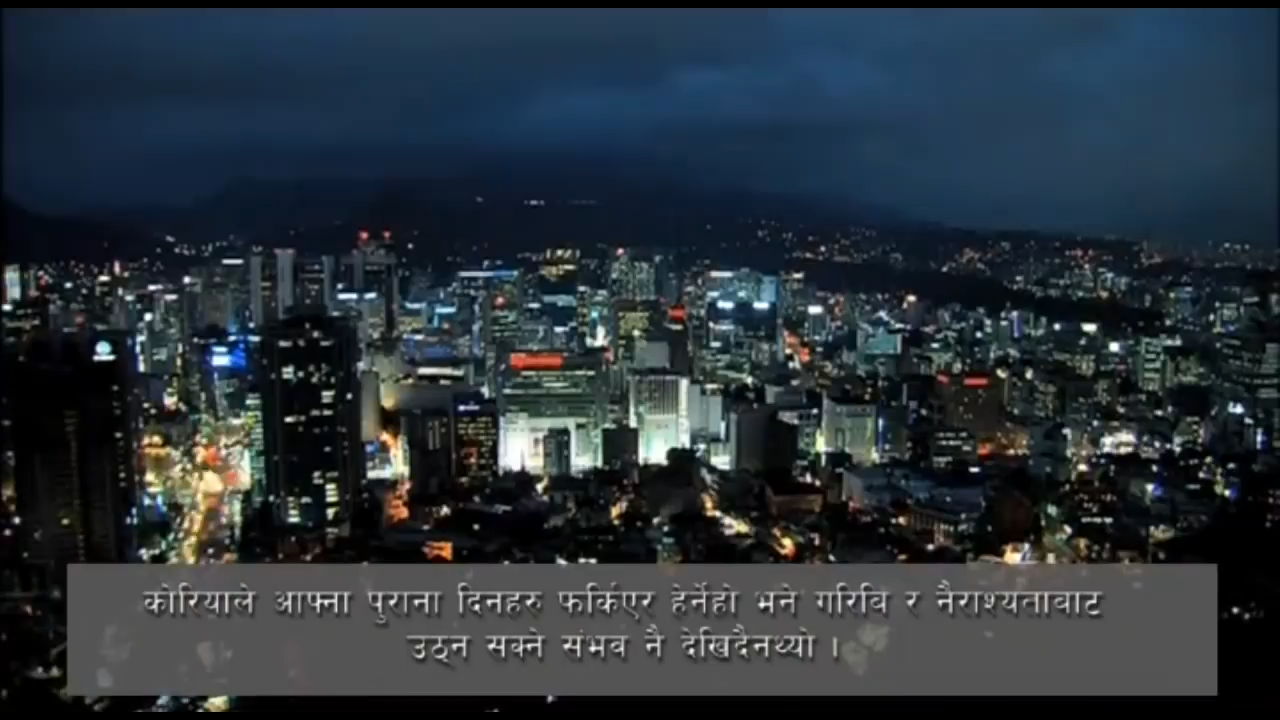 कोरियाले आफ्ना पुराना दिनहरु फर्किएर हेर्नेहो भने गरिवि र नैराश्यतावाट
उठ्न सक्ने संभव नै देखिदैनथ्यो ।